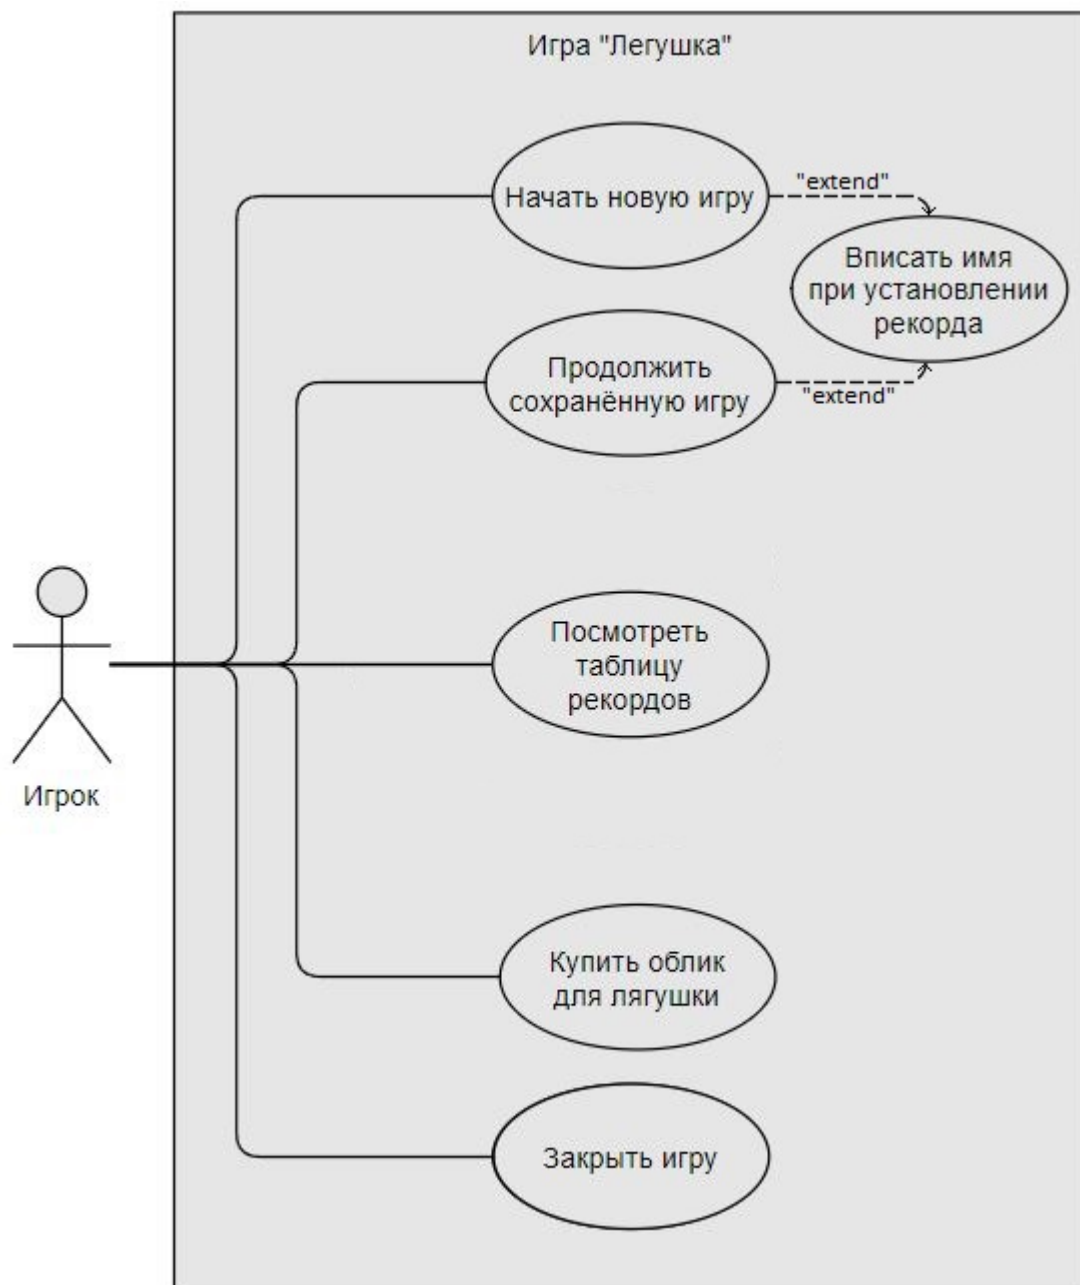 Игра "Легушка"
Начать новую игру
"extend"
Вписать имя
при установлении
рекорда
Продолжить
сохранённую игру
"extend"
Посмотреть
таблицу
рекордов
Игрок
Купить облик
для лягушки
Закрыть игру